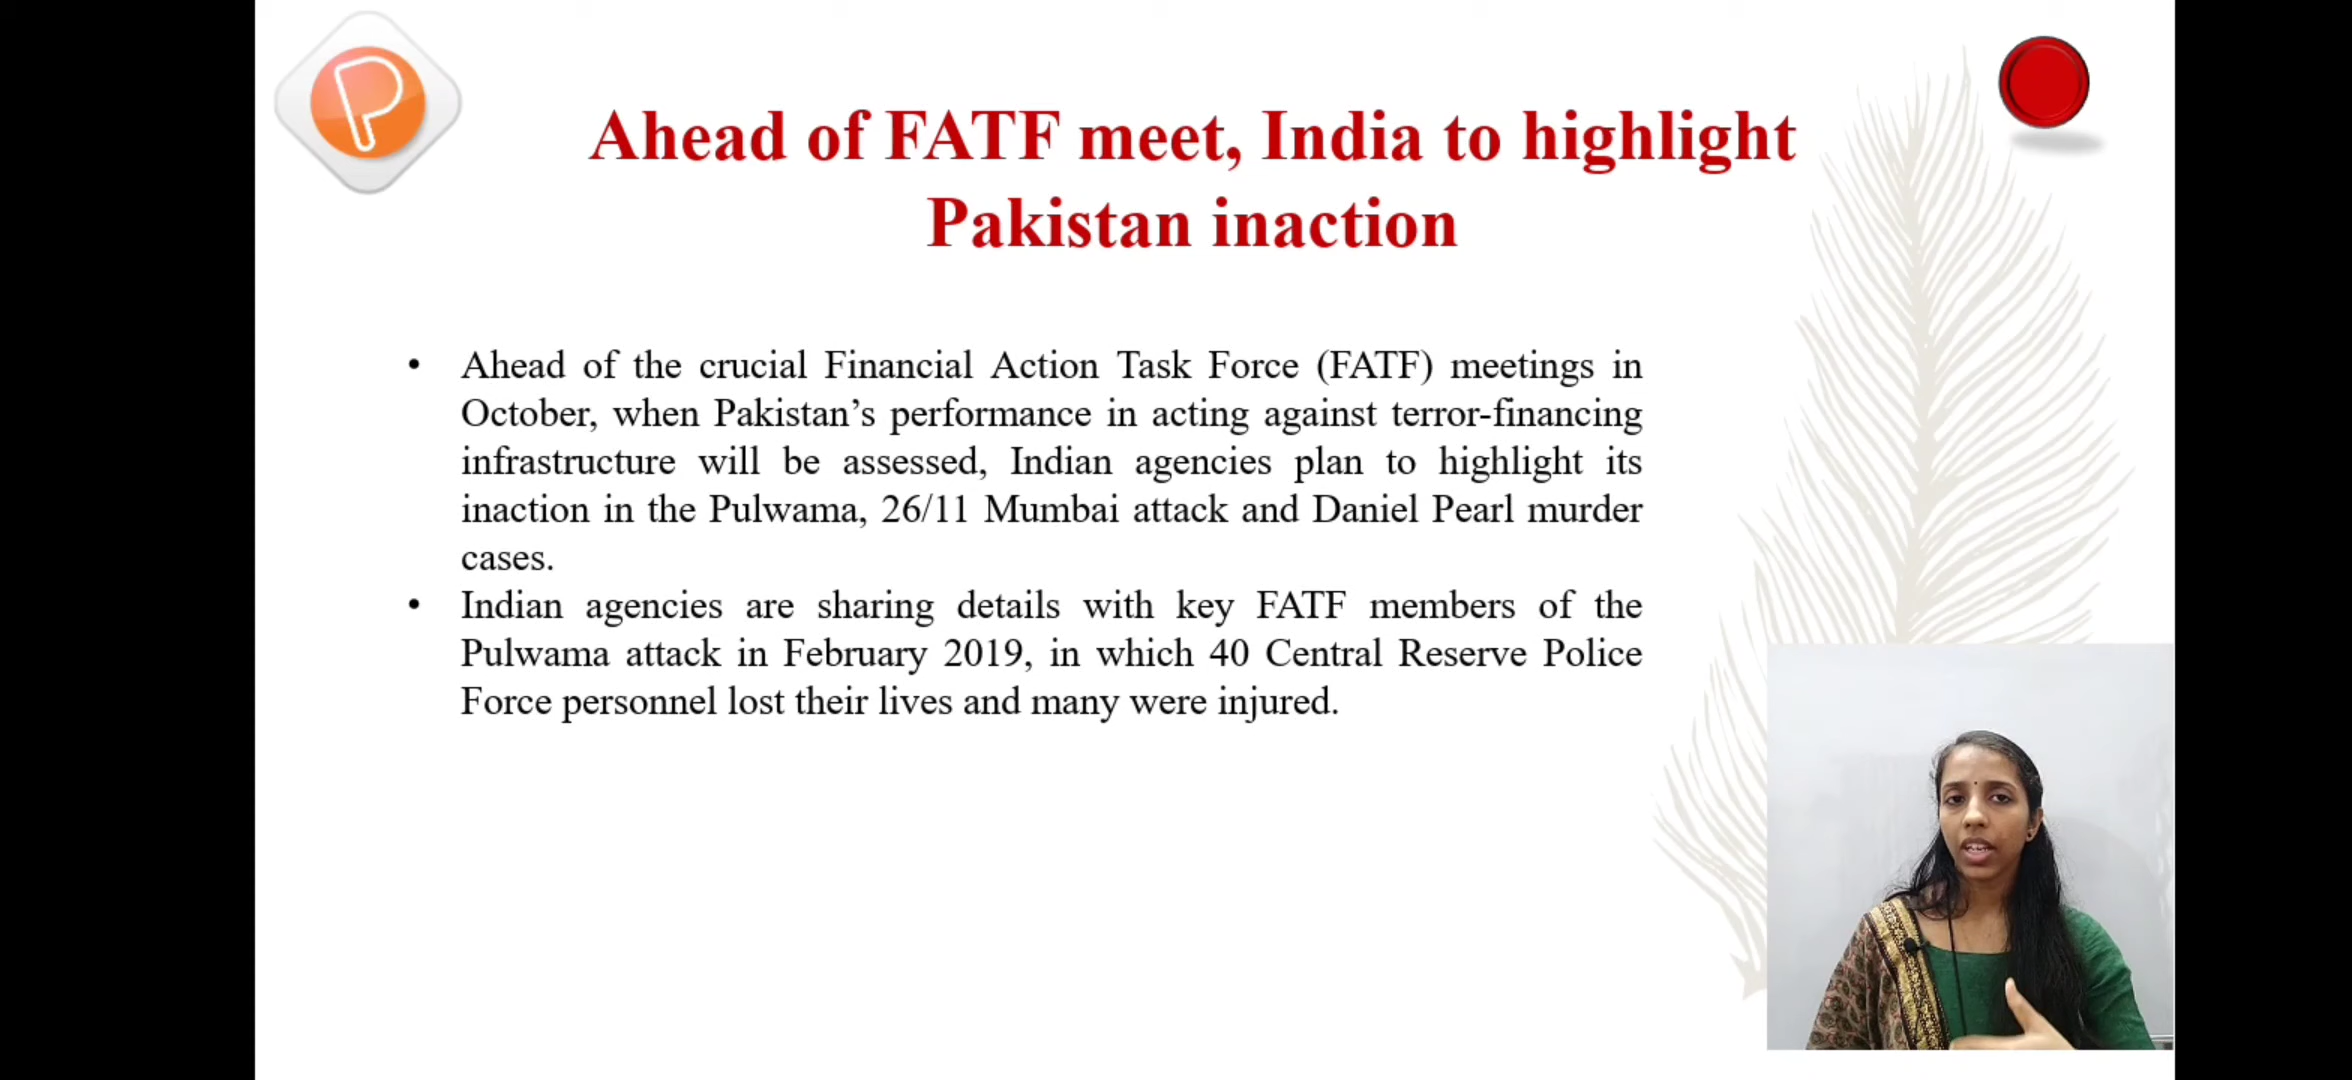 Ahead of FATF meet, India to highlight
Pakistan inaction
• Ahead of the crucial Financial Action Task Force (FATF) meetings in
October, when Pakistan’s performance in acting against terror-financing
infrastructure will be assessed, Indian agencies plan to highlight its
inaction in the Pulwama, 26/11 Mumbai attack and Daniel Pearl murder
cases.
• Indian agencies are sharing details with key FATF members of the
Pulwama attack in February 2019, in which 40 Central Reserve Police
Force personnel lost their lives and many were injured.